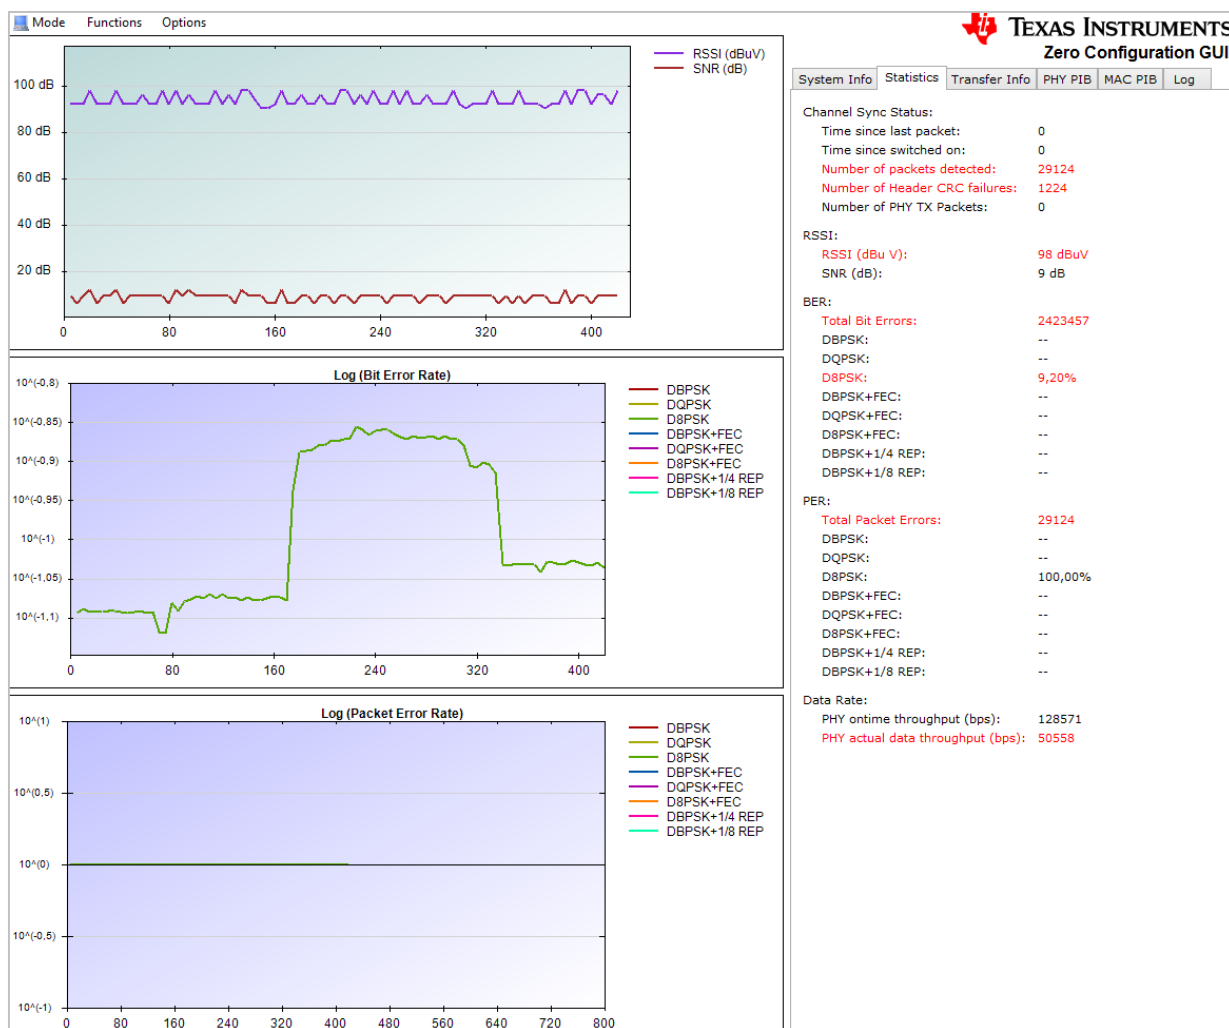 Mode Functions Options
TEXAS INSTRUMENTS
Zero Configuration GUI
System Info Statistics Transfer Info PHY PIB MAC PIB Log
RSSI (dBuV)
SNR (dB)
100 dB
80 dB
60 dB
40 dB
20 dB
0 80 160 240 320 400
Log (Bit Error Rate)
10^(-0,8)
10^(-0,85)
10^(-0,9)
10^(-0,95)
10^(-1)
10^(-1,05)
10^(-1,1)
0 80 160 240 320 400
DBPSK
DQPSK
D8PSK
DBPSK+FEC
DQPSK+FEC
D8PSK+FEC
DBPSK+1/4 REP
DBPSK+1/8 REP
Log (Packet Error Rate)
10^(1)
10^(0,5)
10^(0)
10^(-0,5)
10^(-1)
0 80 160 240 320 400 480 560 640 720 800
DBPSK
DQPSK
D8PSK
DBPSK+FEC
DQPSK+FEC
D8PSK+FEC
DBPSK+1/4 REP
DBPSK+1/8 REP
Channel Sync Status:
Time since last packet: 0
Time since switched on: 0
Number of packets detected: 29124
Number of Header CRC failures: 1224
Number of PHY TX Packets: 0
RSSI:
RSSI (dBu V): 98 dBuV
SNR (dB): 9 dB
BER:
Total Bit Errors: 2423457
DBPSK: --
DQPSK: --
D8PSK: 9,20%
DBPSK+FEC: --
DQPSK+FEC: --
D8PSK+FEC: --
DBPSK+1/4 REP: --
DBPSK+1/8 REP: --
PER:
Total Packet Errors: 29124
DBPSK: --
DQPSK: --
D8PSK: 100,00%
DBPSK+FEC: --
DQPSK+FEC: --
D8PSK+FEC: --
DBPSK+1/4 REP: --
DBPSK+1/8 REP: --
Data Rate:
PHY ontime throughput (bps): 128571
PHY actual data throughput (bps): 50558